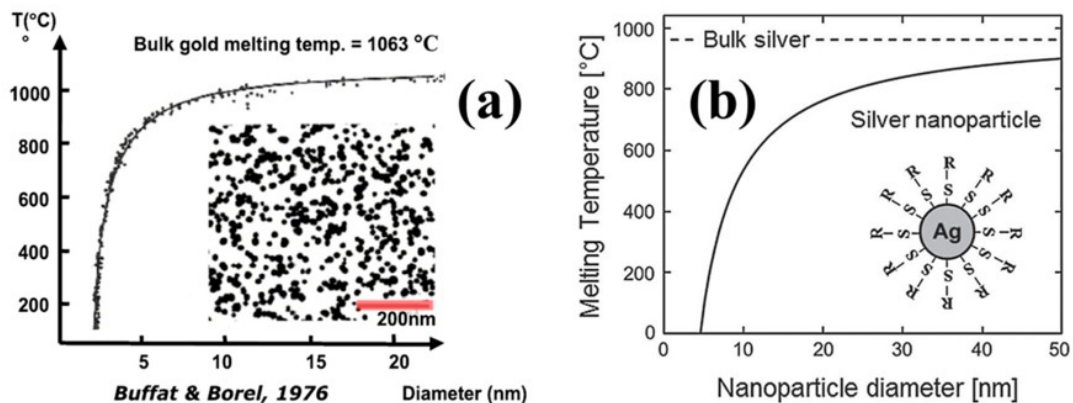 T(°C)
°
Bulk gold melting temp. = 1063 °C
1000
800
600
400
200
(a)
200nm
5
10
15
20
Buffat & Borel, 1976
Diameter (nm)
Melting Temperature [°C]
1000
800
600
400
200
0
Bulk silver
(b)
Silver nanoparticle
Ag
S
S
S
S
S
S
S
S
S
S
S
S
R
R
R
R
R
R
R
R
R
R
R
R
0
10
20
30
40
50
Nanoparticle diameter [nm]